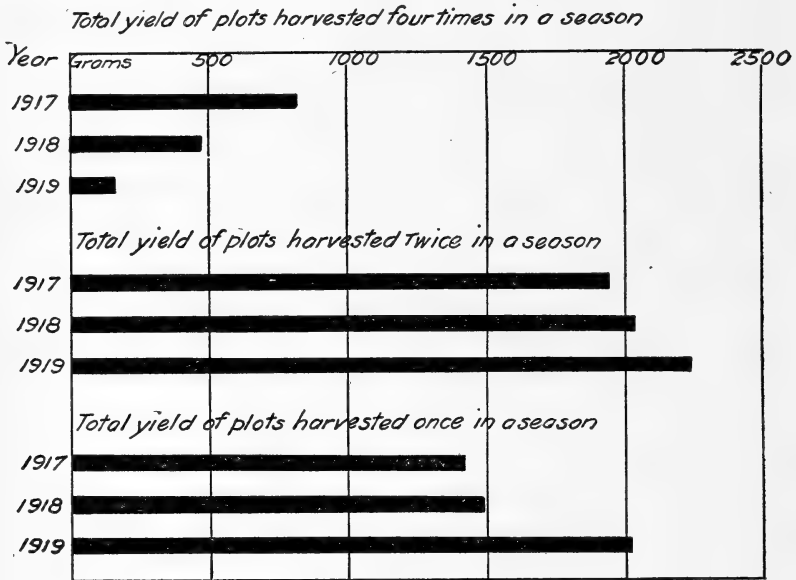 Total yield of plots harvested four times in a season
Year Grams 500 1000 1500 2000 2500
1917
1918
1919
Total yield of plots harvested Twice in a season
1917
1918
1919
Total yield of plots harvested once in a season
1917
1918
1919